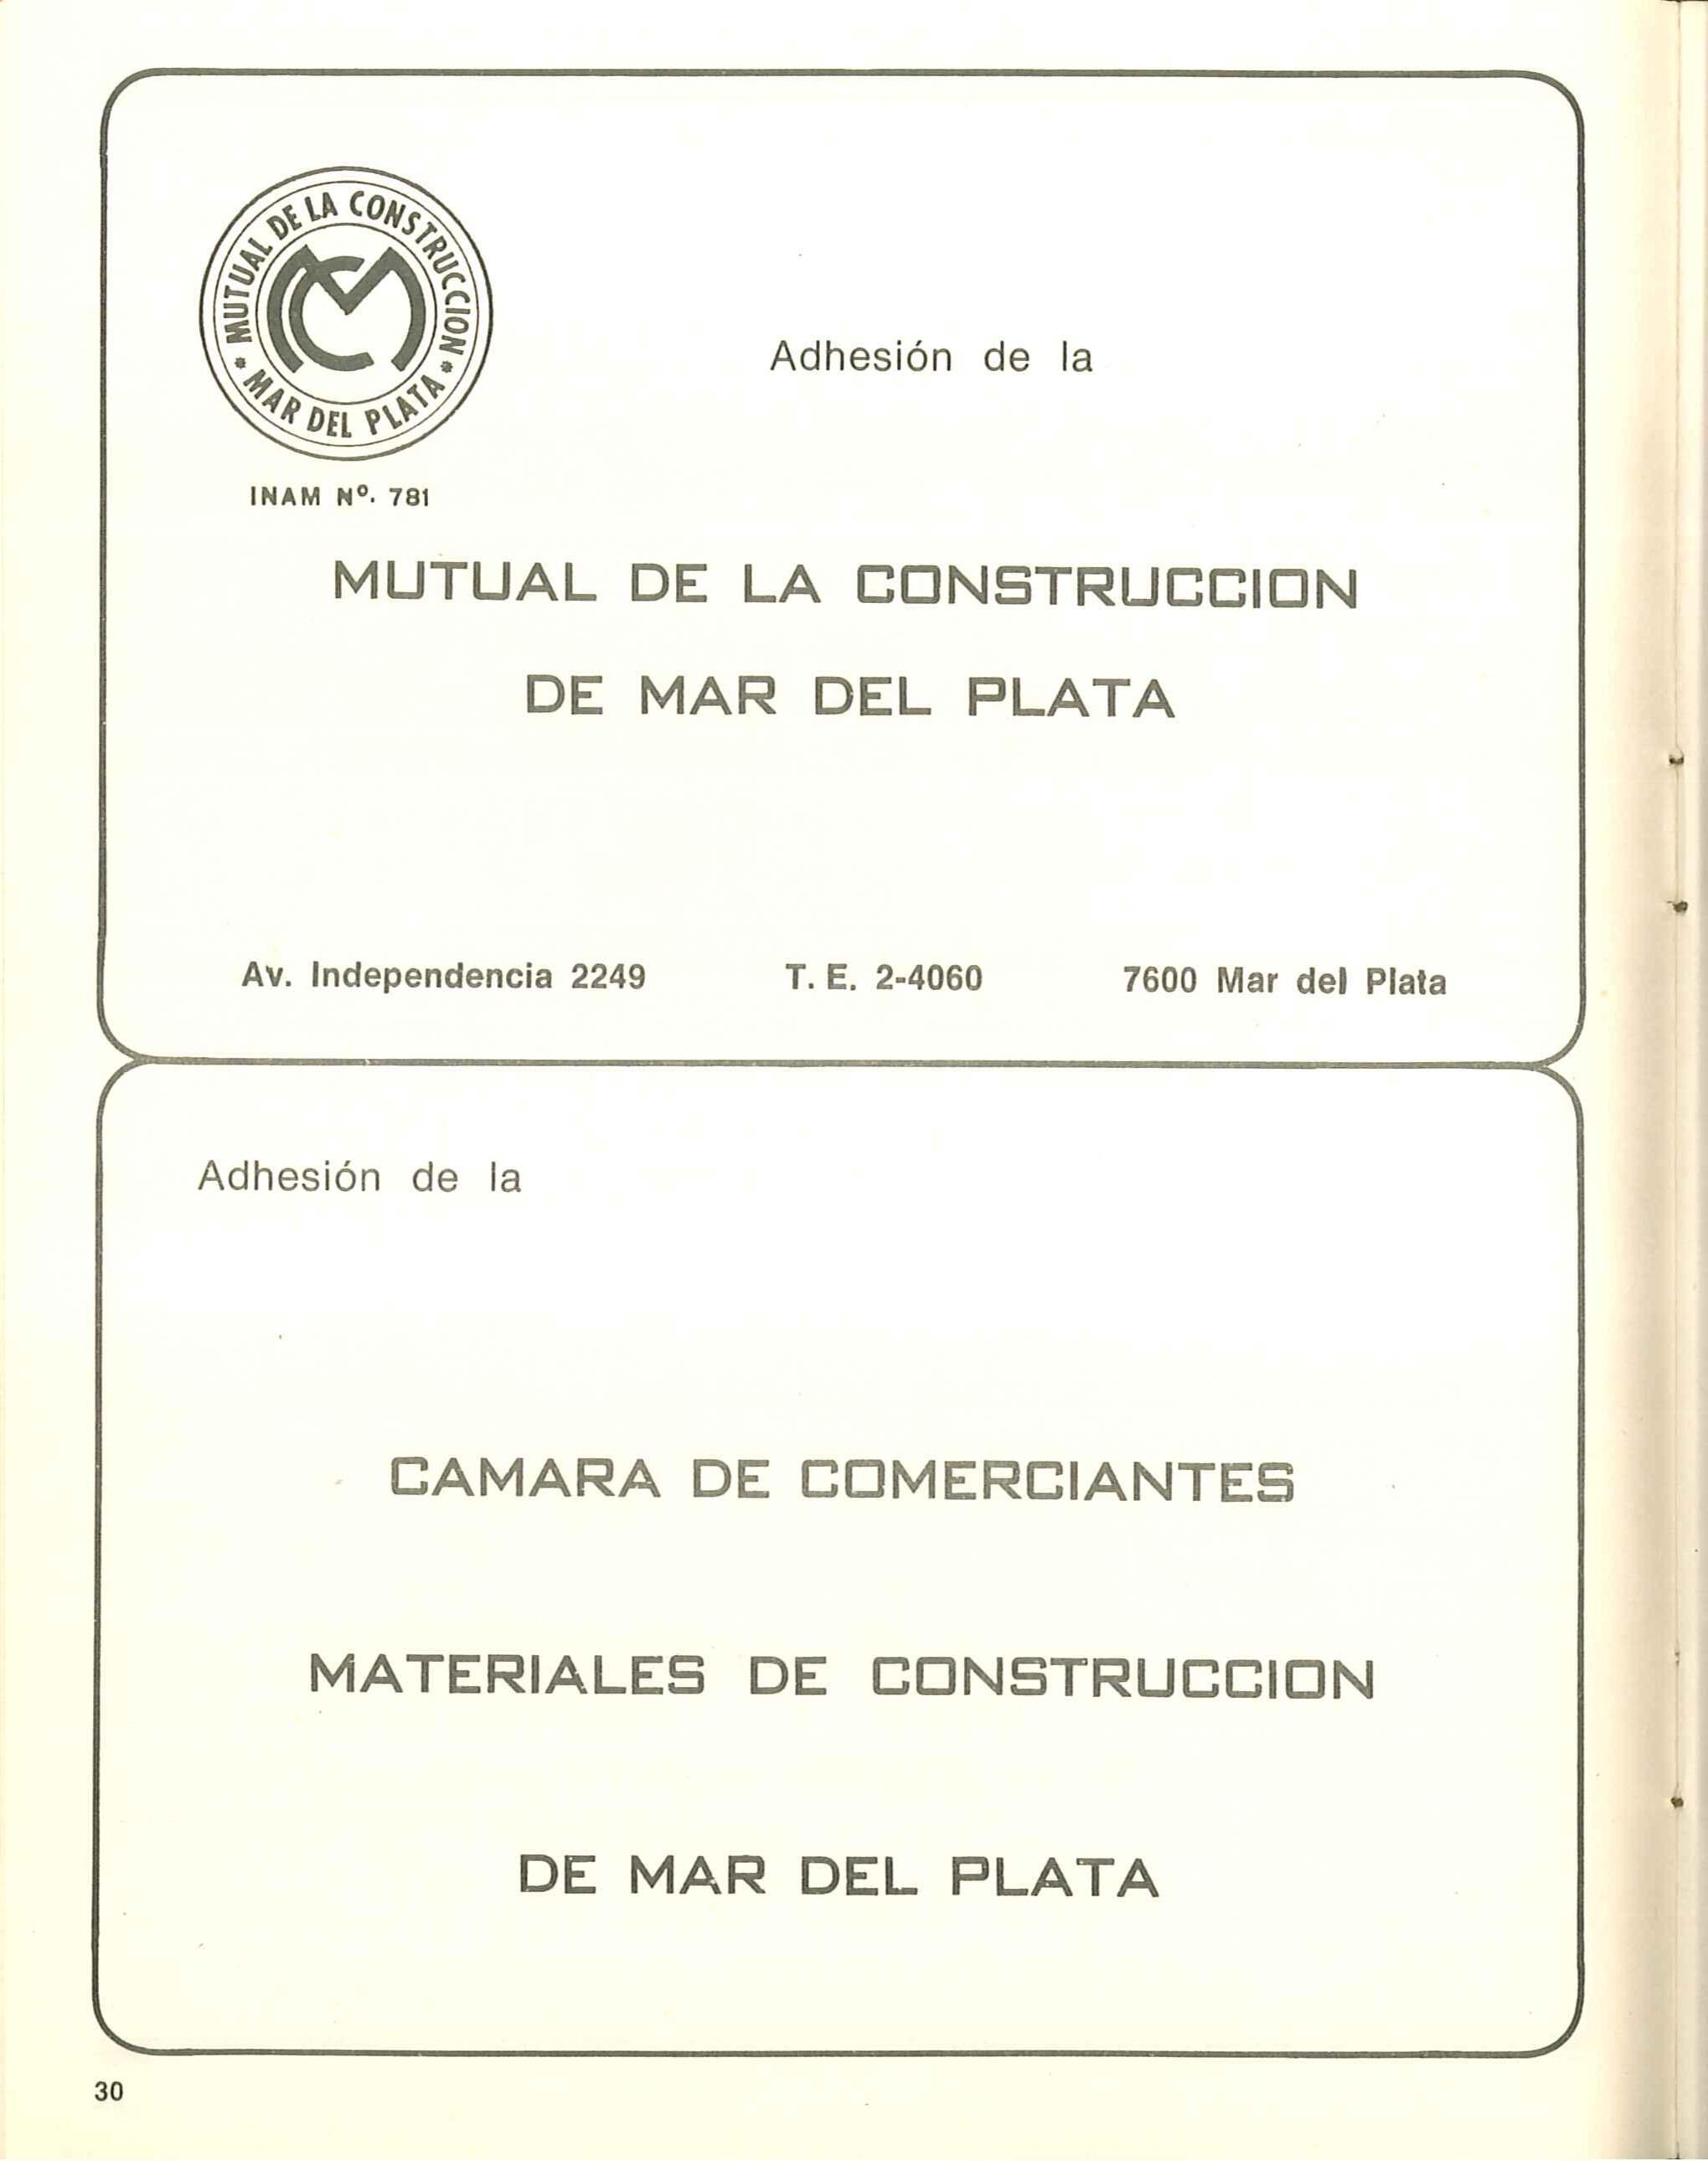 MUTUAL DE LA CONSTRUCCION
* MAR DEL PLATA *
INAM Nº. 781
Adhesión de la
MUTUAL DE LA CONSTRUCCION
DE MAR DEL PLATA
Av. Independencia 2249 T. E. 2-4060 7600 Mar del Plata
Adhesión de la
CAMARA DE COMERCIANTES
MATERIALES DE CONSTRUCCION
DE MAR DEL PLATA
30